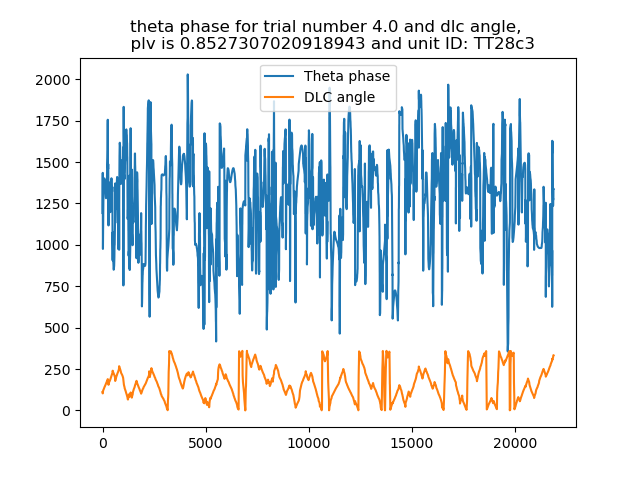 theta phase for trial number 4.0 and dlc angle,
plv is 0.8527307020918943 and unit ID: TT28c3
Theta phase
DLC angle
2000
1750
1500
1250
1000
750
500
250
0
0 5000 10000 15000 20000